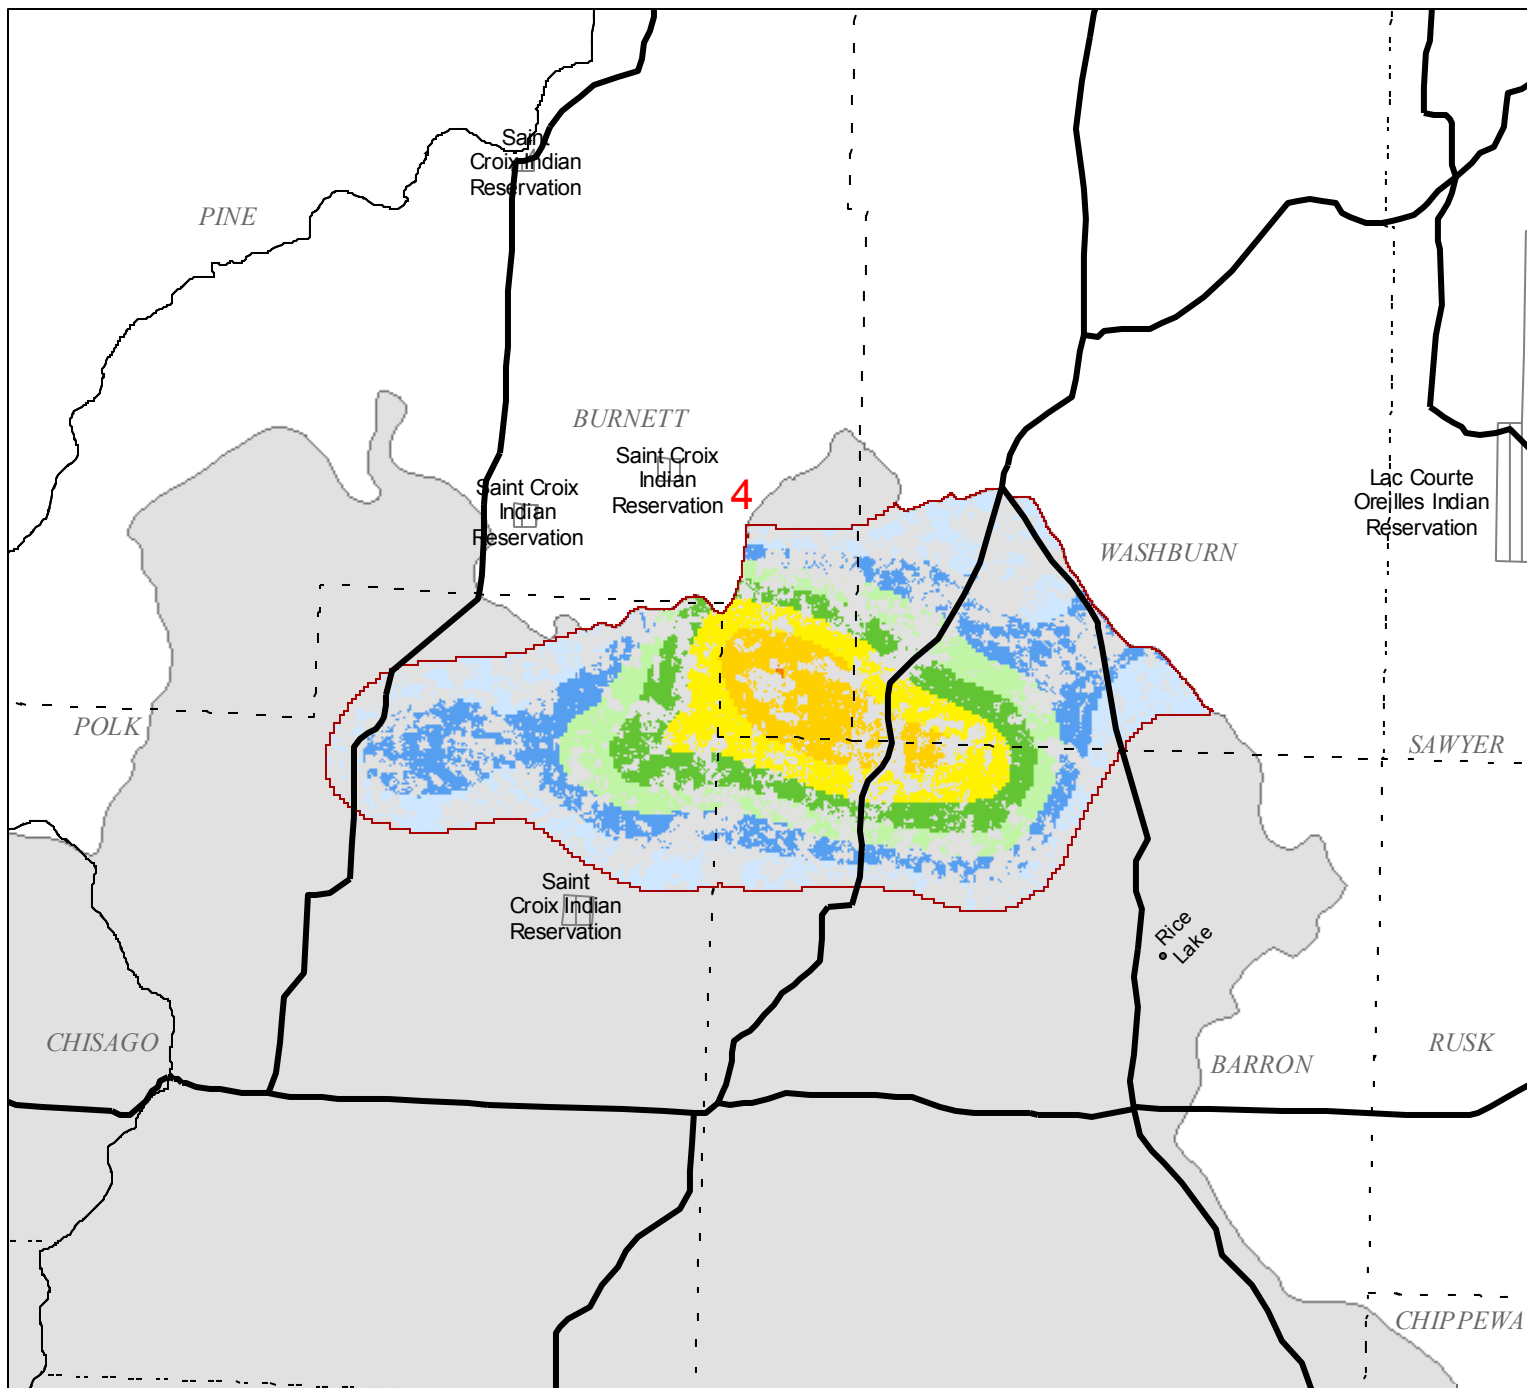 Saint
Croix Indian
Reservation
PINE
BURNETT
Saint Croix
Indian
Reservation
4
Saint Croix
Indian
Reservation
Lac Courte
Oreilles Indian
Reservation
WASHBURN
POLK
SAWYER
Saint
Croix Indian
Reservation
Rice
Lake
CHISAGO
RUSK
BARRON
CHIPPEWA